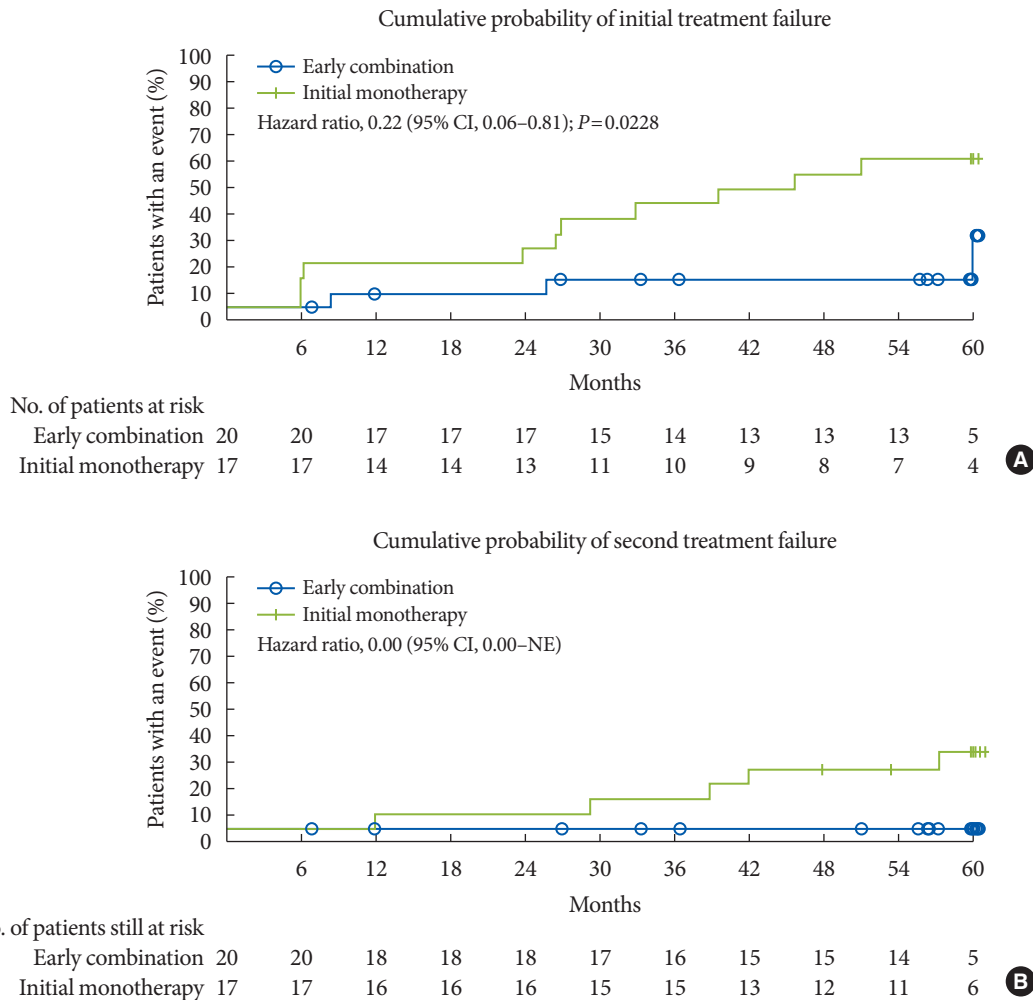 Cumulative probability of initial treatment failure
Patients with an event (%)
100
90
80
70
60
50
40
30
20
10
0
Early combination
Initial monotherapy
Hazard ratio, 0.22 (95% CI, 0.06–0.81); P=0.0228
6 12 18 24 30 36 42 48 54 60
Months
No. of patients at risk
Early combination 20 20 17 17 17 15 14 13 13 13 5
Initial monotherapy 17 17 14 14 13 11 10 9 8 7 4
A
Cumulative probability of second treatment failure
Patients with an event (%)
100
90
80
70
60
50
40
30
20
10
0
Early combination
Initial monotherapy
Hazard ratio, 0.00 (95% CI, 0.00–NE)
6 12 18 24 30 36 42 48 54 60
Months
. of patients still at risk
Early combination 20 20 18 18 18 17 16 15 15 14 5
Initial monotherapy 17 17 16 16 16 15 15 13 12 11 6
B